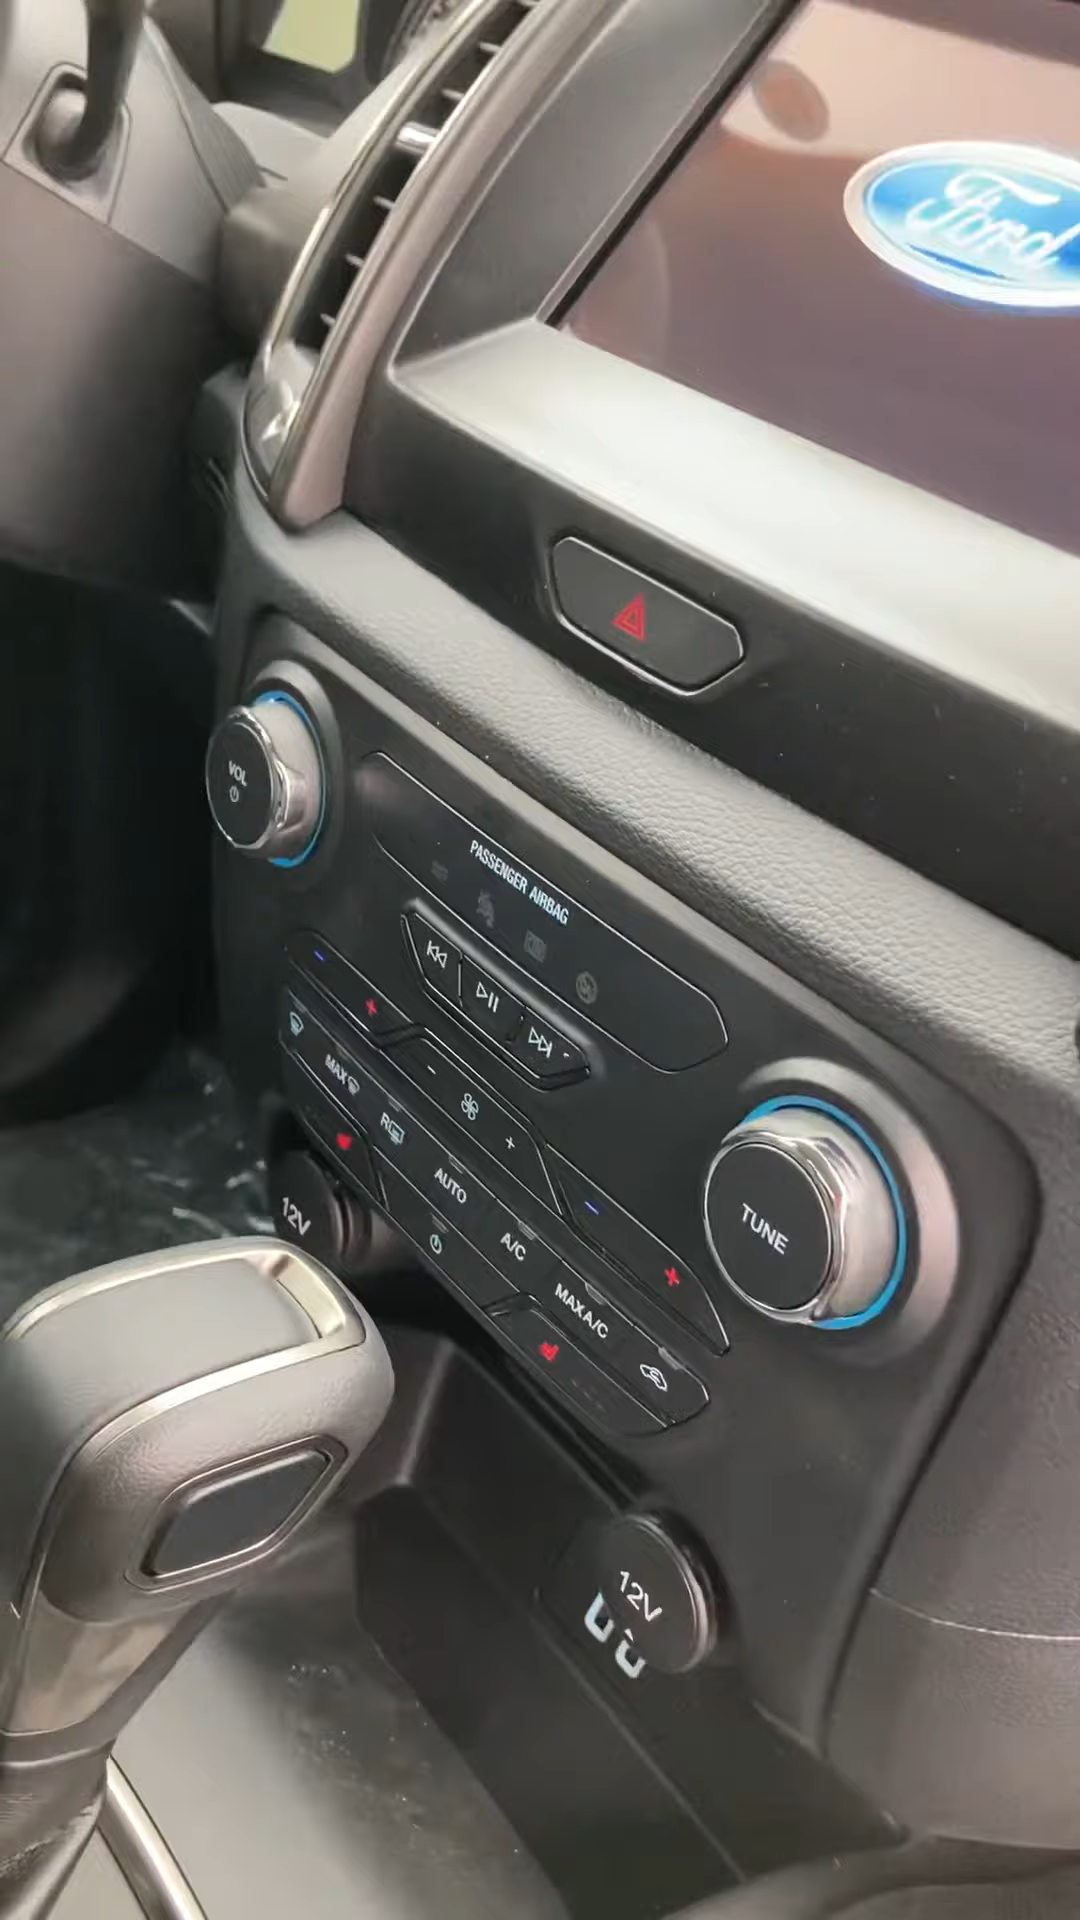 Ford
VOL
PASSENGER AIRBAG
TUNE
MAX
R
AUTO
A/C
MAX A/C
12V
12V